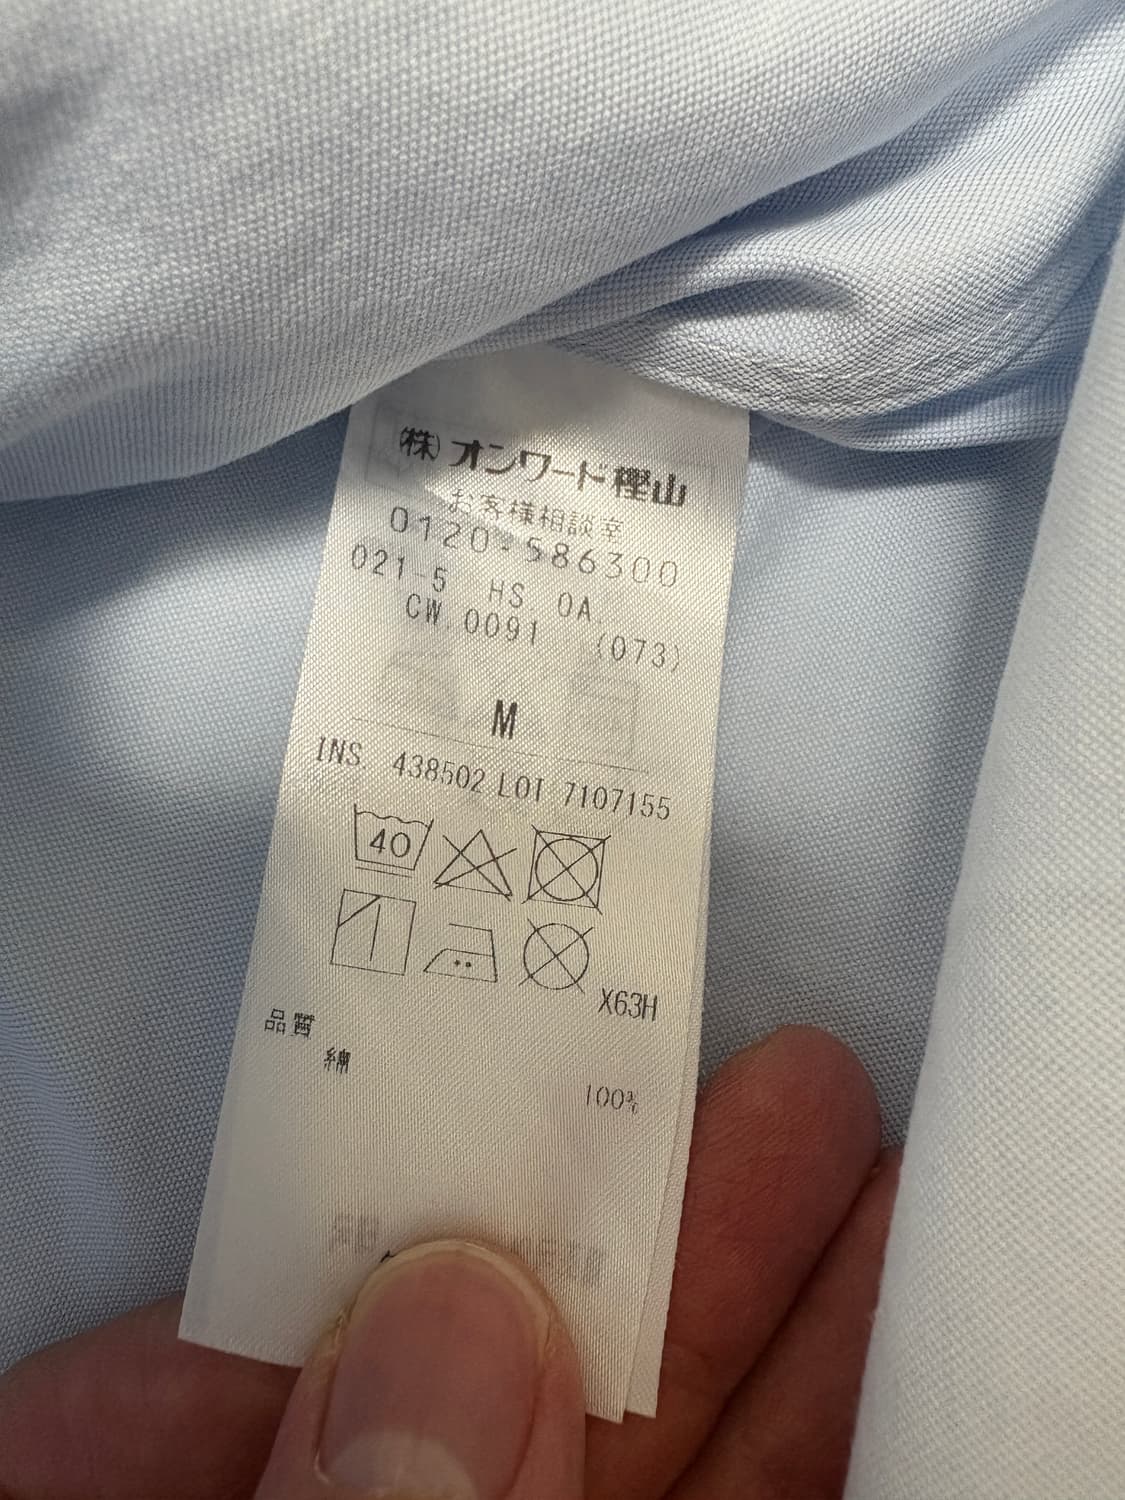 (株)オンワード樫山
お客様相談室
0120-586300
021-5 HS. 0A.
CW.0091 (073)
M
INS. 438502 LOT 7107155
40
X63H
品質
綿 100%